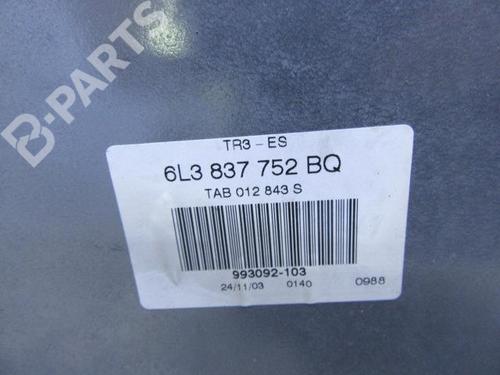 B-PARTS
TR3 - ES
6L3 837 752 BQ
TAB 012 843 S
993092-103
24/11/03 0140 0988